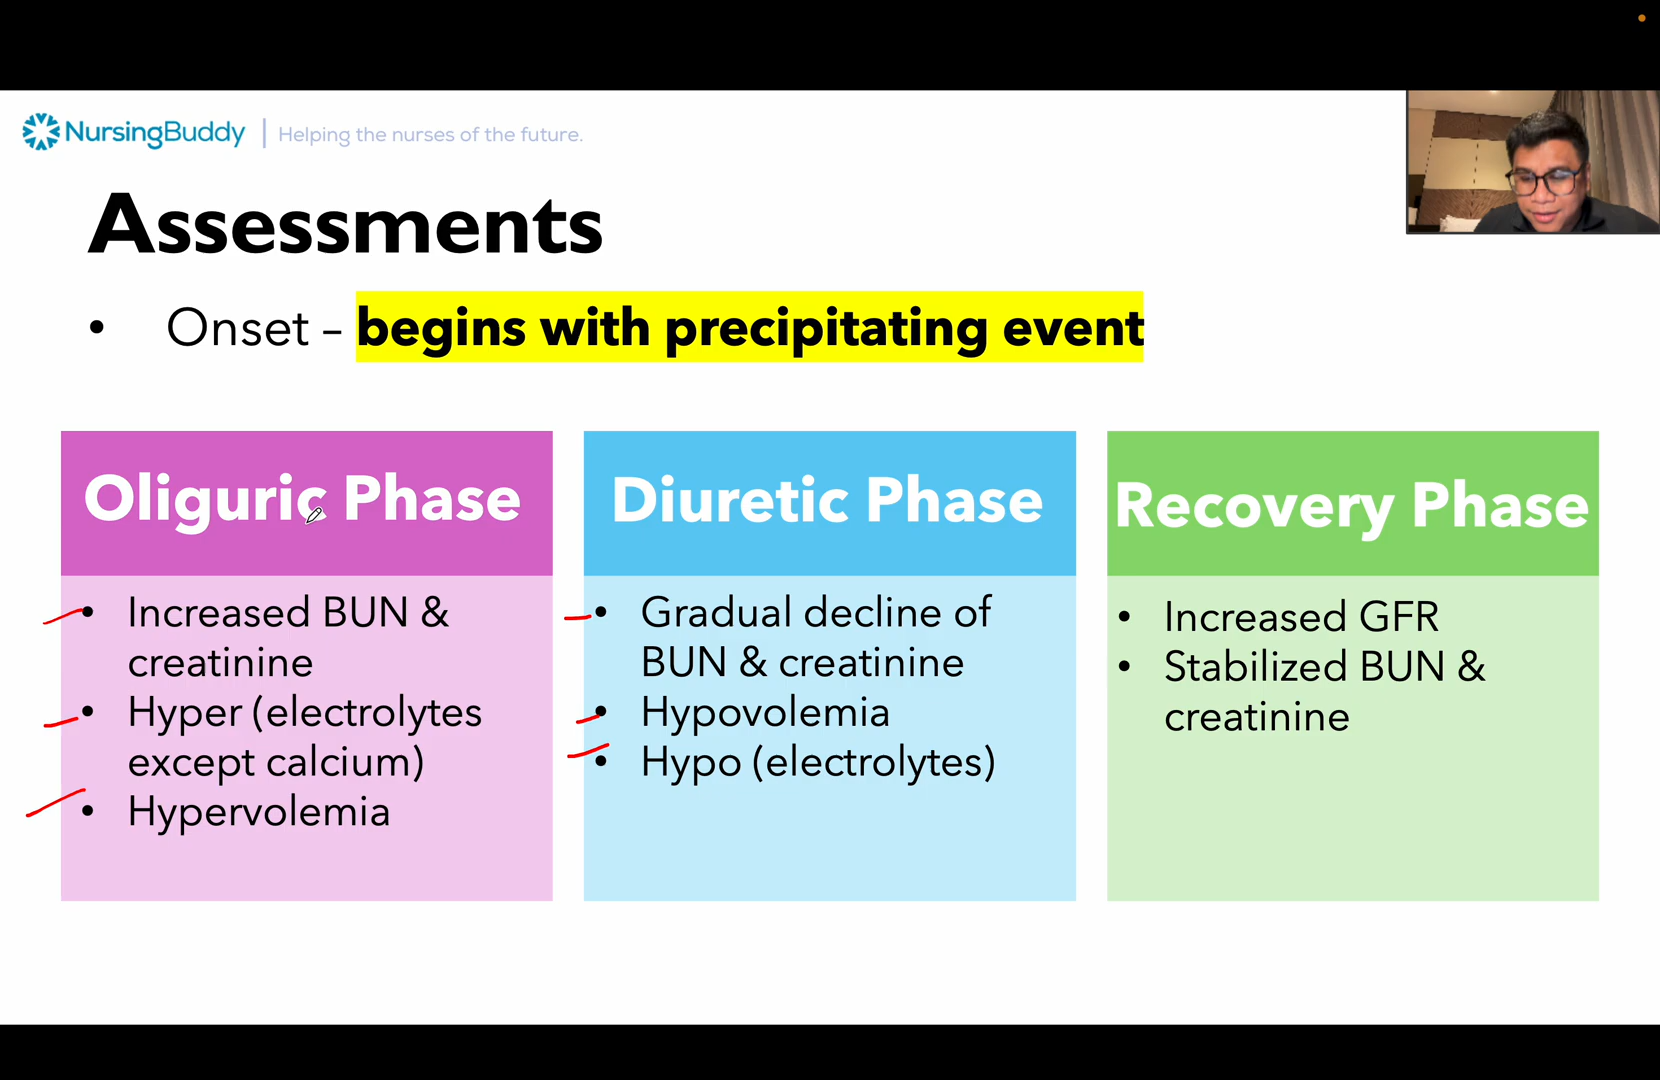 NursingBuddy | Helping the nurses of the future.
Assessments
• Onset – begins with precipitating event
Oliguric Phase
• Increased BUN &
creatinine
• Hyper (electrolytes
except calcium)
• Hypervolemia
Diuretic Phase
• Gradual decline of
BUN & creatinine
• Hypovolemia
• Hypo (electrolytes)
Recovery Phase
• Increased GFR
• Stabilized BUN &
creatinine